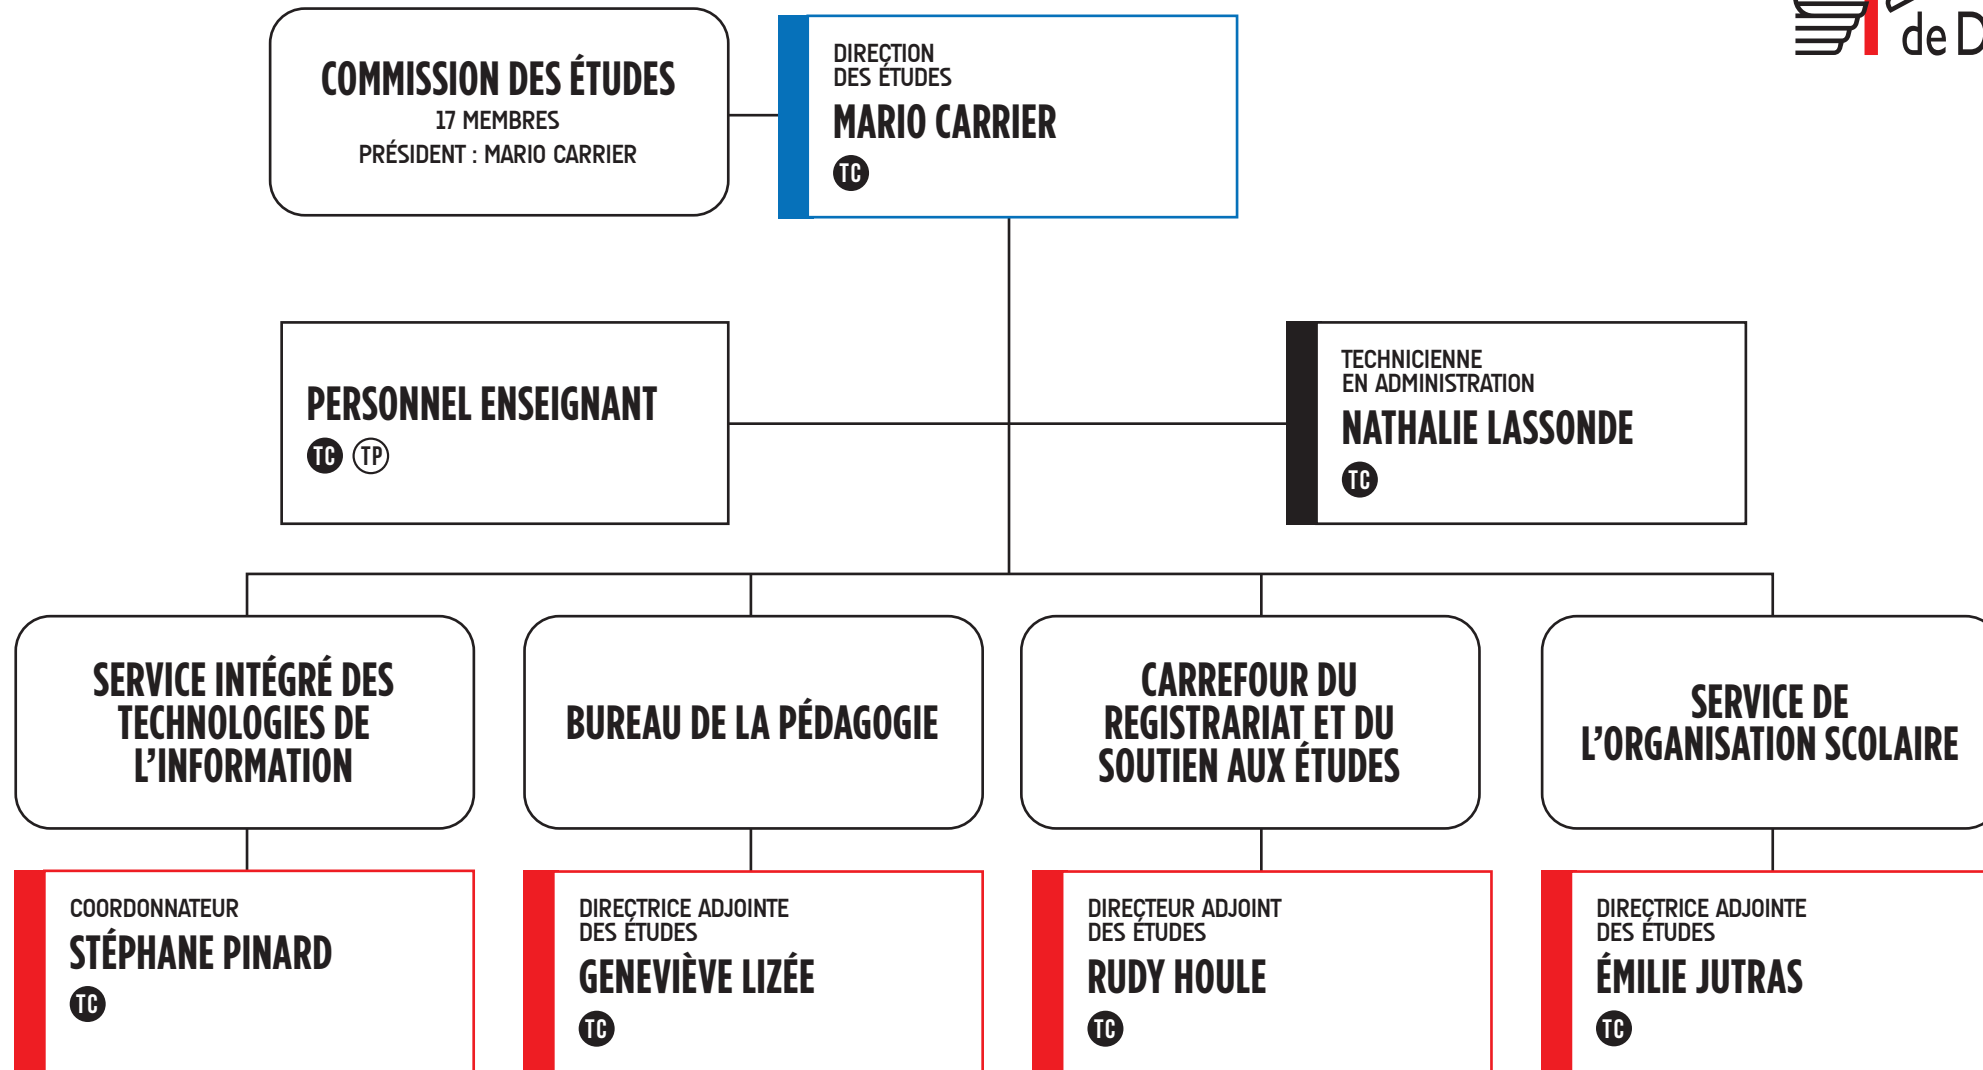 de D
COMMISSION DES ÉTUDES
17 MEMBRES
PRÉSIDENT : MARIO CARRIER
DIRECTION
DES ÉTUDES
MARIO CARRIER
TC
PERSONNEL ENSEIGNANT
TC TP
TECHNICIENNE
EN ADMINISTRATION
NATHALIE LASSONDE
TC
SERVICE INTÉGRÉ DES
TECHNOLOGIES DE
L'INFORMATION
BUREAU DE LA PÉDAGOGIE
CARREFOUR DU
REGISTRARIAT ET DU
SOUTIEN AUX ÉTUDES
SERVICE DE
L'ORGANISATION SCOLAIRE
COORDONNATEUR
STÉPHANE PINARD
TC
DIRECTRICE ADJOINTE
DES ÉTUDES
GENEVIÈVE LIZÉE
TC
DIRECTEUR ADJOINT
DES ÉTUDES
RUDY HOULE
TC
DIRECTRICE ADJOINTE
DES ÉTUDES
ÉMILIE JUTRAS
TC